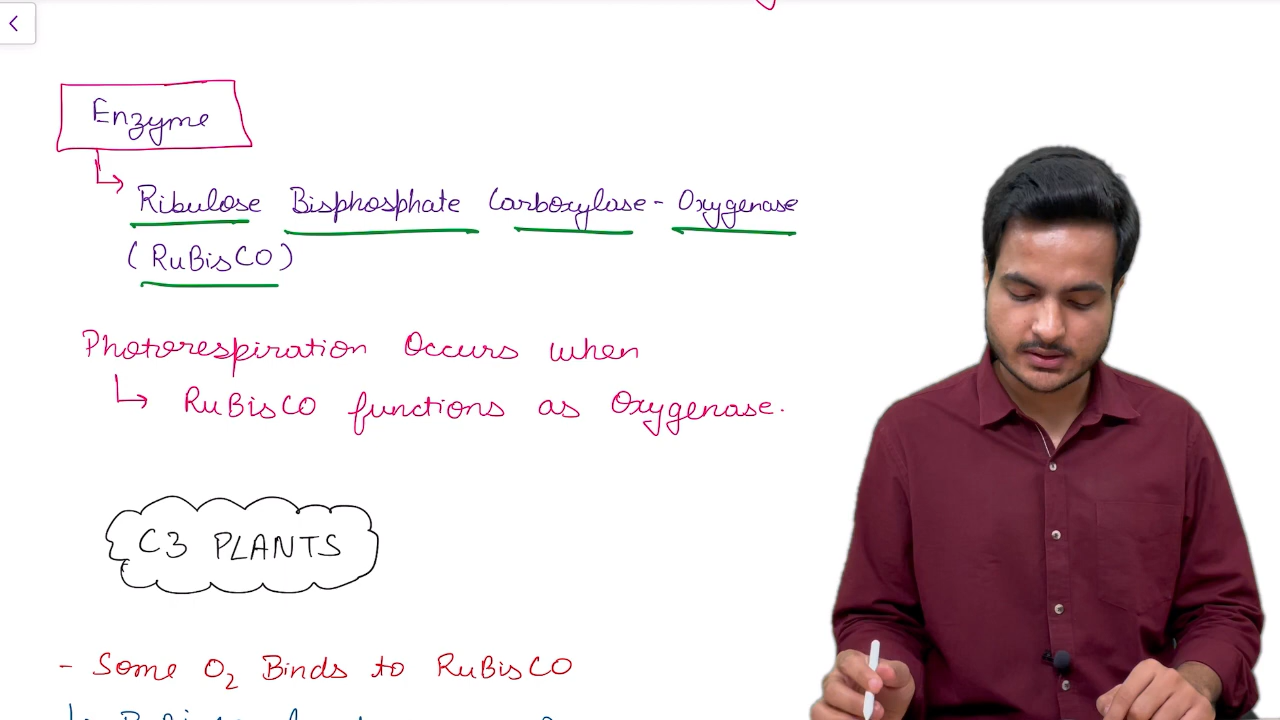 Enzyme
Ribulose Bisphosphate Carboxylase - Oxygenase
(RuBisCO)
Photorespiration Occurs when
RuBisCO functions as Oxygenase.
C3 PLANTS
- Some O₂ Binds to RuBisCO